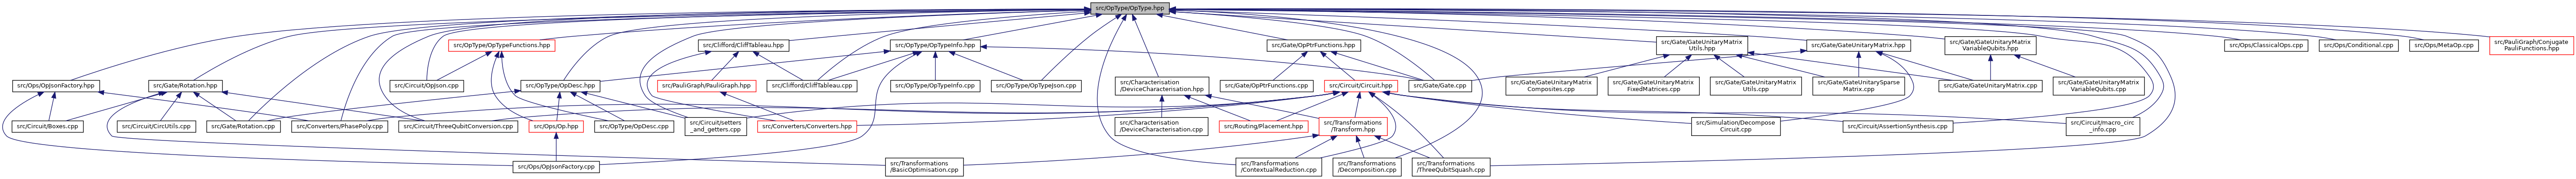 src/OpType/OpType.hpp
src/OpType/OpTypeFunctions.hpp
src/Clifford/CliffTableau.hpp
src/OpType/OpTypeInfo.hpp
src/Gate/OpPtrFunctions.hpp
src/Gate/GateUnitaryMatrix
Utils.hpp
src/Gate/GateUnitaryMatrix.hpp
src/Gate/GateUnitaryMatrix
VariableQubits.hpp
src/Ops/ClassicalOps.cpp
src/Ops/Conditional.cpp
src/Ops/MetaOp.cpp
src/PauliGraph/Conjugate
PauliFunctions.hpp
src/Ops/OpJsonFactory.hpp
src/Gate/Rotation.hpp
src/Circuit/OpJson.cpp
src/OpType/OpDesc.hpp
src/PauliGraph/PauliGraph.hpp
src/Clifford/CliffTableau.cpp
src/OpType/OpTypeInfo.cpp
src/OpType/OpTypeJson.cpp
src/Characterisation
/DeviceCharacterisation.hpp
src/Gate/OpPtrFunctions.cpp
src/Circuit/Circuit.hpp
src/Gate/Gate.cpp
src/Gate/GateUnitaryMatrix
Composites.cpp
src/Gate/GateUnitaryMatrix
FixedMatrices.cpp
src/Gate/GateUnitaryMatrix
Utils.cpp
src/Gate/GateUnitarySparse
Matrix.cpp
src/Gate/GateUnitaryMatrix.cpp
src/Gate/GateUnitaryMatrix
VariableQubits.cpp
src/Circuit/Boxes.cpp
src/Circuit/CircUtils.cpp
src/Gate/Rotation.cpp
src/Converters/PhasePoly.cpp
src/Circuit/ThreeQubitConversion.cpp
src/Ops/Op.hpp
src/OpType/OpDesc.cpp
src/Circuit/setters
_and_getters.cpp
src/Converters/Converters.hpp
src/Characterisation
/DeviceCharacterisation.cpp
src/Routing/Placement.hpp
src/Transformations
/Transform.hpp
src/Simulation/Decompose
Circuit.cpp
src/Circuit/AssertionSynthesis.cpp
src/Circuit/macro_circ
_info.cpp
src/Ops/OpJsonFactory.cpp
src/Transformations
/BasicOptimisation.cpp
src/Transformations
/ContextualReduction.cpp
src/Transformations
/Decomposition.cpp
src/Transformations
/ThreeQubitSquash.cpp